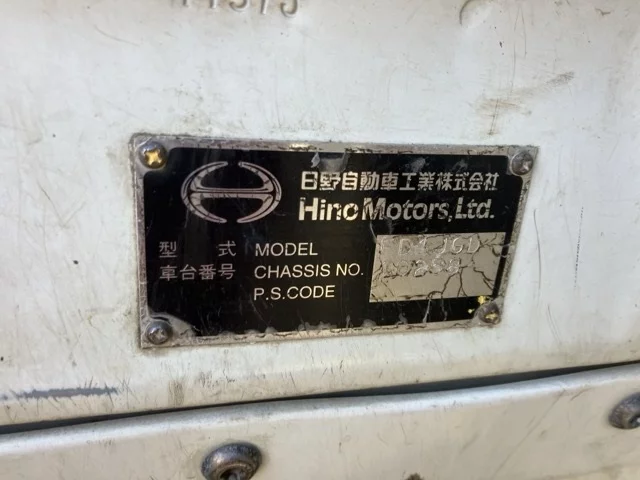 日野自動車工業株式会社
Hino Motors, Ltd.
型 式 MODEL FD1JGD
車台番号 CHASSIS NO.
P.S.CODE